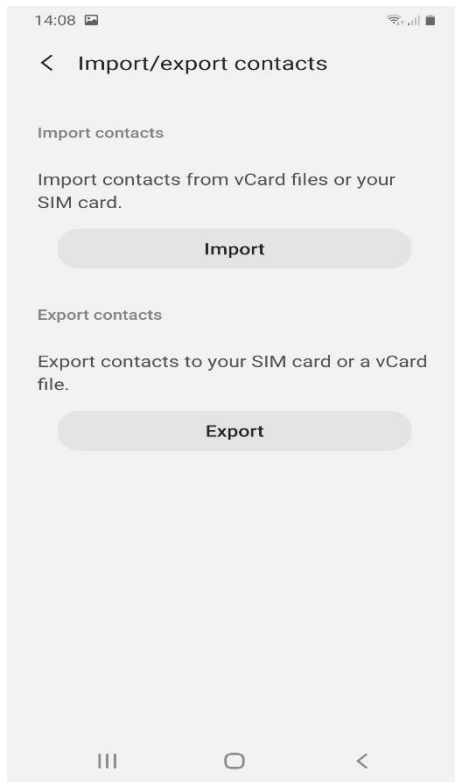 14:08
Import/export contacts
Import contacts
Import contacts from vCard files or your
SIM card.
Import
Export contacts
Export contacts to your SIM card or a vCard
file.
Export